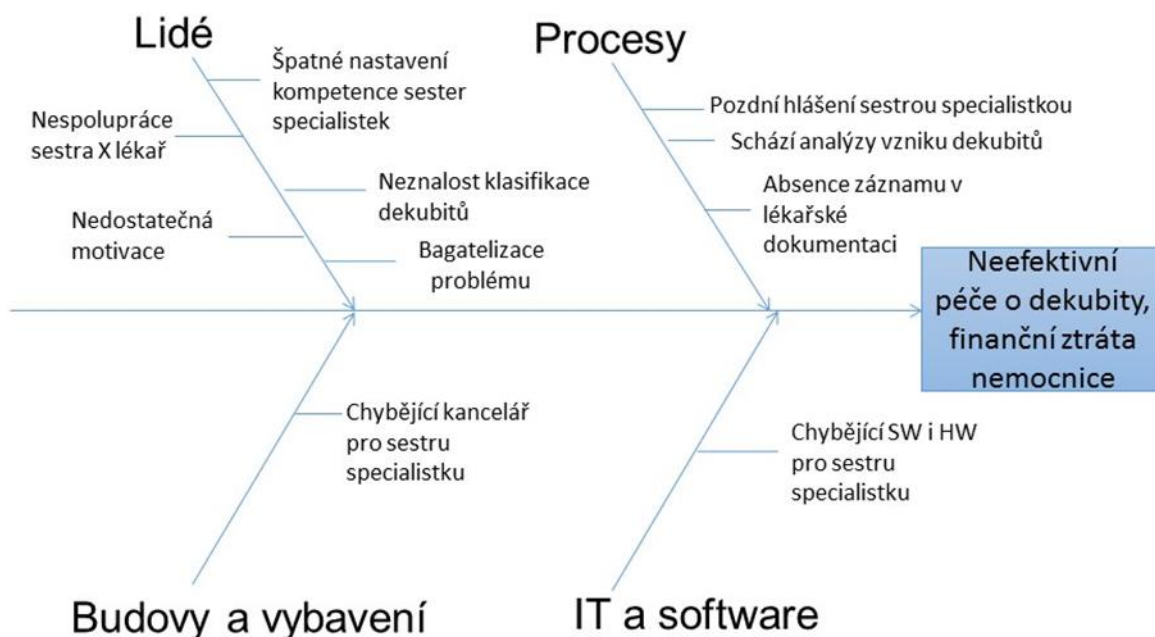 Lidé
Špatné nastavení
kompetence sester
specialistek
Nespolupráce
sestra X lékař
Neznalost klasifikace
dekubitů
Nedostatečná
motivace
Bagatelizace
problému
Procesy
Pozdní hlášení sestrou specialistkou
Schází analýzy vzniku dekubitů
Absence záznamu v
lékařské
dokumentaci
Neefektivní
péče o dekubity,
finanční ztráta
nemocnice
Chybějící kancelář
pro sestru
specialistku
Budovy a vybavení
Chybějící SW i HW
pro sestru
specialistku
IT a software